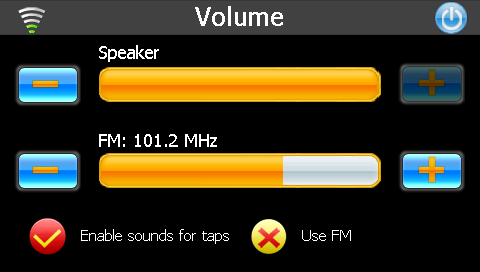 Volume
Speaker
FM: 101.2 MHz
Enable sounds for taps
Use FM